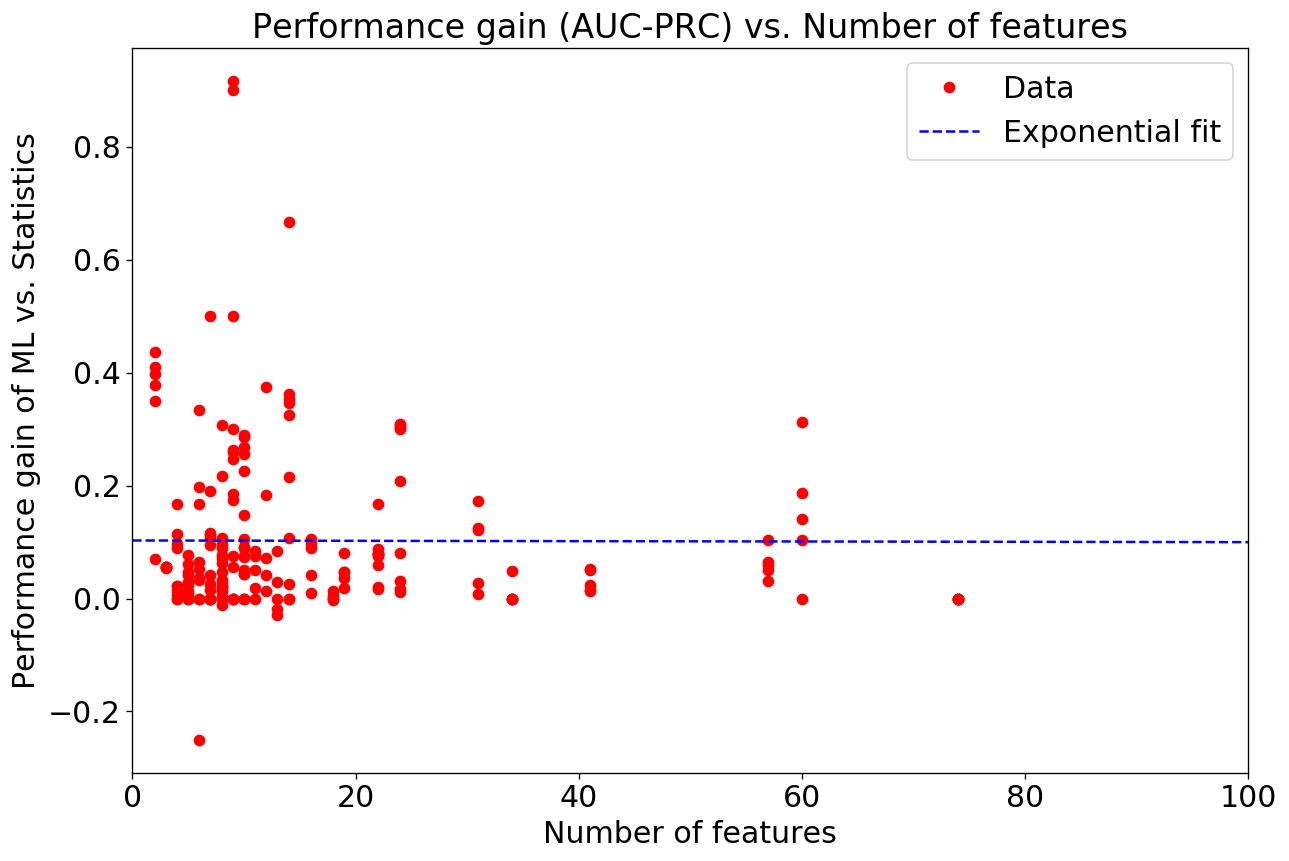 Performance gain (AUC-PRC) vs. Number of features
Data
Exponential fit
Performance gain of ML vs. Statistics
0.8
0.6
0.4
0.2
0.0
−0.2
0 20 40 60 80 100
Number of features